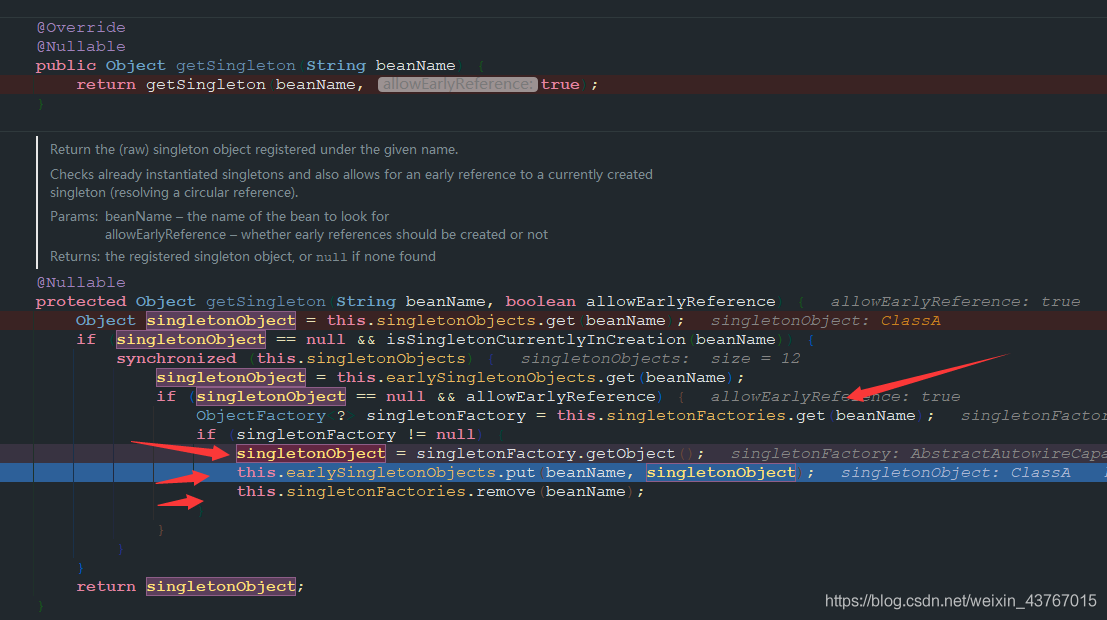 @Override
@Nullable
public Object getSingleton(String beanName) {
return getSingleton(beanName, allowEarlyReference: true);
}
Return the (raw) singleton object registered under the given name.
Checks already instantiated singletons and also allows for an early reference to a currently created
singleton (resolving a circular reference).
Params: beanName – the name of the bean to look for
allowEarlyReference – whether early references should be created or not
Returns: the registered singleton object, or null if none found
@Nullable
protected Object getSingleton(String beanName, boolean allowEarlyReference) { allowEarlyReference: true
Object singletonObject = this.singletonObjects.get(beanName); singletonObject: ClassA
if (singletonObject == null && isSingletonCurrentlyInCreation(beanName)) {
synchronized (this.singletonObjects) { singletonObjects: size = 12
singletonObject = this.earlySingletonObjects.get(beanName);
if (singletonObject == null && allowEarlyReference) { allowEarlyReference: true
ObjectFactory<?> singletonFactory = this.singletonFactories.get(beanName); singletonFactor
if (singletonFactory != null) {
singletonObject = singletonFactory.getObject(); singletonFactory: AbstractAutowireCapa
this.earlySingletonObjects.put(beanName, singletonObject); singletonObject: ClassA
this.singletonFactories.remove(beanName);
}
}
}
}
return singletonObject;
}
https://blog.csdn.net/weixin_43767015